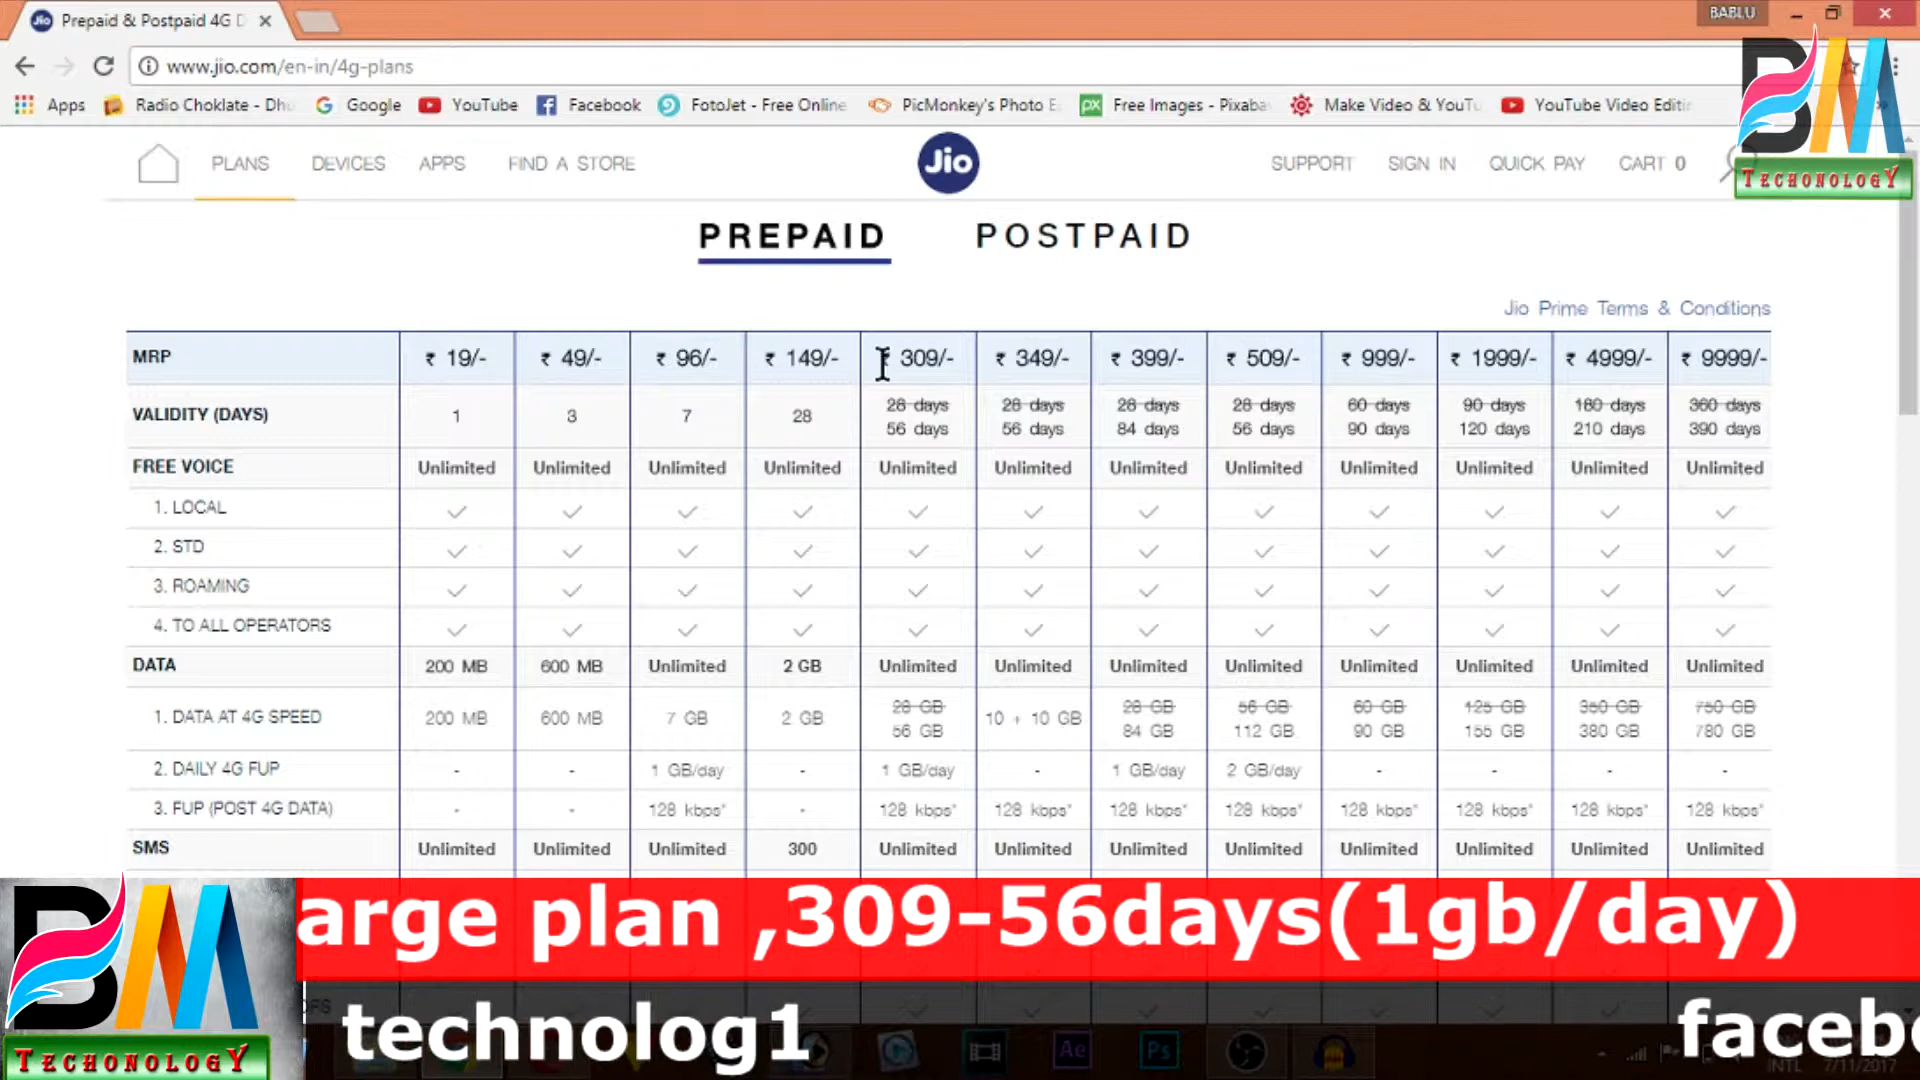 Jio Prepaid & Postpaid 4G D
BABLU
www.jio.com/en-in/4g-plans
Apps Radio Choklate - Dhu Google YouTube Facebook FotoJet - Free Online PicMonkey's Photo E Free Images - Pixaba Make Video & YouTu YouTube Video Editi
BM
TECHONOLOGY
PLANS DEVICES APPS FIND A STORE Jio SUPPORT SIGN IN QUICK PAY CART 0
PREPAID POSTPAID
Jio Prime Terms & Conditions
MRP ₹ 19/- ₹ 49/- ₹ 96/- ₹ 149/- ₹ 309/- ₹ 349/- ₹ 399/- ₹ 509/- ₹ 999/- ₹ 1999/- ₹ 4999/- ₹ 9999/-
28 days 28 days 28 days 28 days 60 days 90 days 180 days 360 days
VALIDITY (DAYS) 1 3 7 28
56 days 56 days 84 days 56 days 90 days 120 days 210 days 390 days
FREE VOICE Unlimited Unlimited Unlimited Unlimited Unlimited Unlimited Unlimited Unlimited Unlimited Unlimited Unlimited Unlimited
1. LOCAL
2. STD
3. ROAMING
4. TO ALL OPERATORS
DATA 200 MB 600 MB Unlimited 2 GB Unlimited Unlimited Unlimited Unlimited Unlimited Unlimited Unlimited Unlimited
28 GB 28 GB 56 GB 60 GB 125 GB 350 GB 750 GB
1. DATA AT 4G SPEED 200 MB 600 MB 7 GB 2 GB 10 + 10 GB
56 GB 84 GB 112 GB 90 GB 155 GB 380 GB 780 GB
2. DAILY 4G FUP - - 1 GB/day - 1 GB/day - 1 GB/day 2 GB/day - - - -
3. FUP (POST 4G DATA) - - 128 kbps* - 128 kbps* 128 kbps* 128 kbps* 128 kbps* 128 kbps* 128 kbps* 128 kbps* 128 kbps*
SMS Unlimited Unlimited Unlimited 300 Unlimited Unlimited Unlimited Unlimited Unlimited Unlimited Unlimited Unlimited
arge plan ,309-56days(1gb/day)
BM
TECHONOLOGY
technolog1 facebo
Ae Ps
INTL 7/11/2017